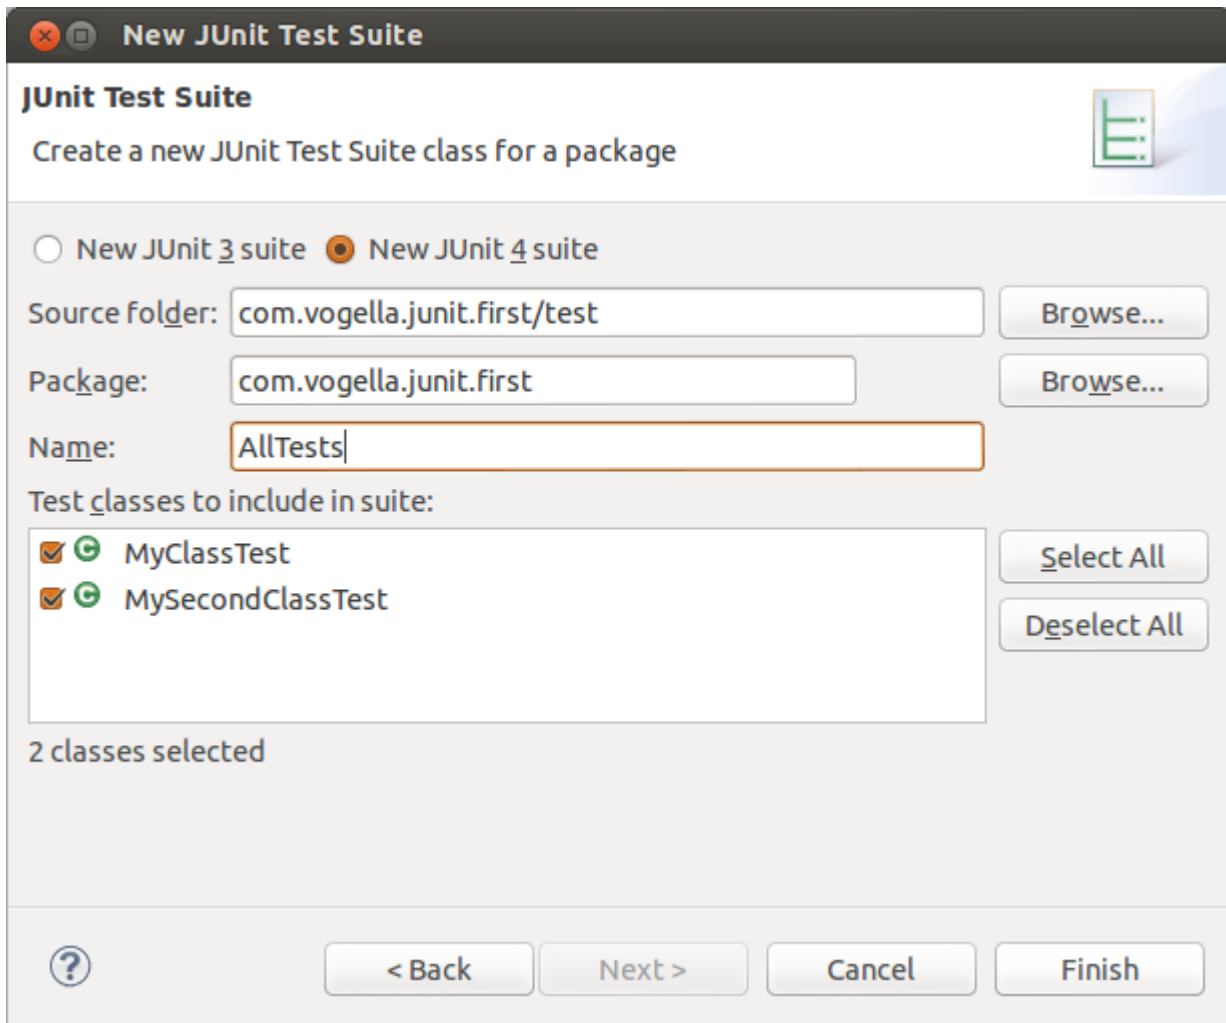 New JUnit Test Suite
JUnit Test Suite
Create a new JUnit Test Suite class for a package
New JUnit 3 suite New JUnit 4 suite
Source folder: com.vogella.junit.first/test Browse...
Package: com.vogella.junit.first Browse...
Name: AllTests
Test classes to include in suite:
MyClassTest Select All
MySecondClassTest
Deselect All
2 classes selected
? < Back Next > Cancel Finish